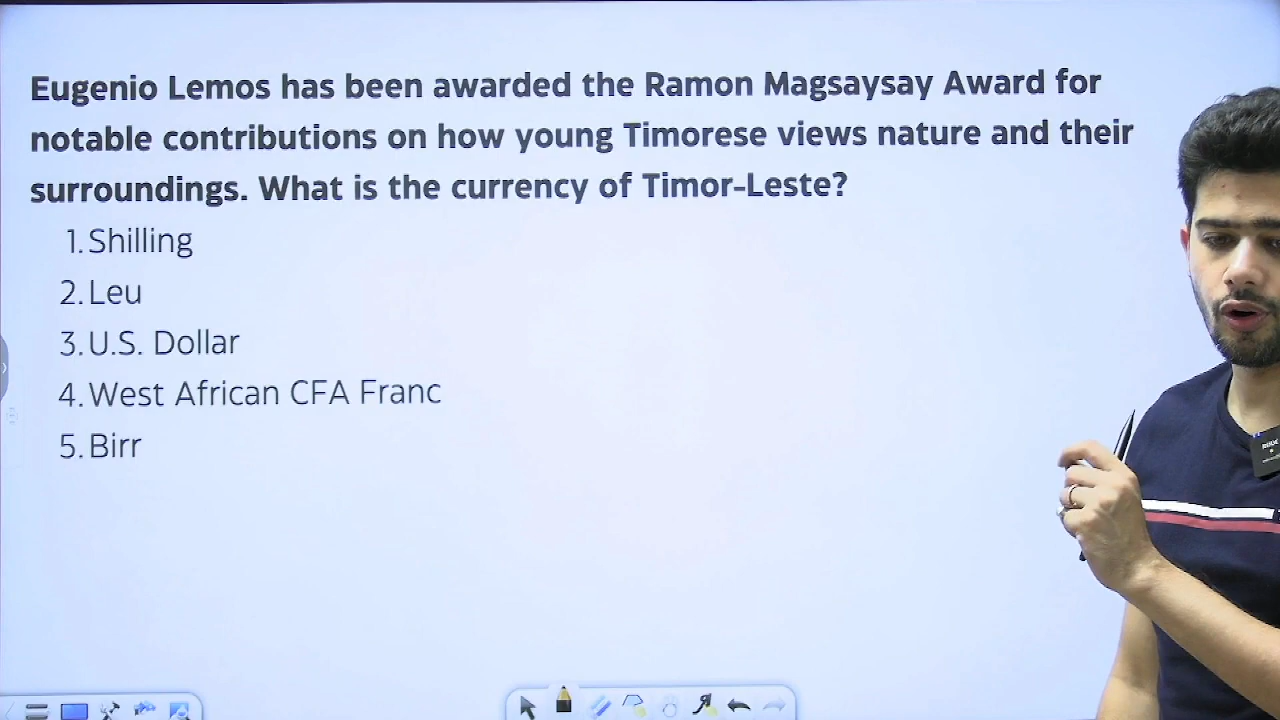 Eugenio Lemos has been awarded the Ramon Magsaysay Award for
notable contributions on how young Timorese views nature and their
surroundings. What is the currency of Timor-Leste?
1. Shilling
2. Leu
3. U.S. Dollar
4. West African CFA Franc
5. Birr